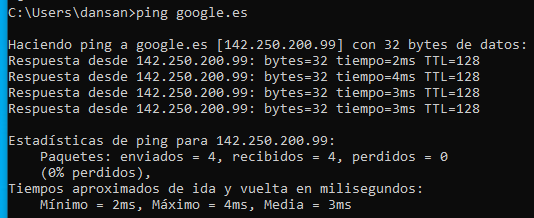 C:\Users\dansan>ping google.es
Haciendo ping a google.es [142.250.200.99] con 32 bytes de datos:
Respuesta desde 142.250.200.99: bytes=32 tiempo=2ms TTL=128
Respuesta desde 142.250.200.99: bytes=32 tiempo=4ms TTL=128
Respuesta desde 142.250.200.99: bytes=32 tiempo=3ms TTL=128
Respuesta desde 142.250.200.99: bytes=32 tiempo=3ms TTL=128
Estadísticas de ping para 142.250.200.99:
    Paquetes: enviados = 4, recibidos = 4, perdidos = 0
    (0% perdidos),
Tiempos aproximados de ida y vuelta en milisegundos:
    Mínimo = 2ms, Máximo = 4ms, Media = 3ms